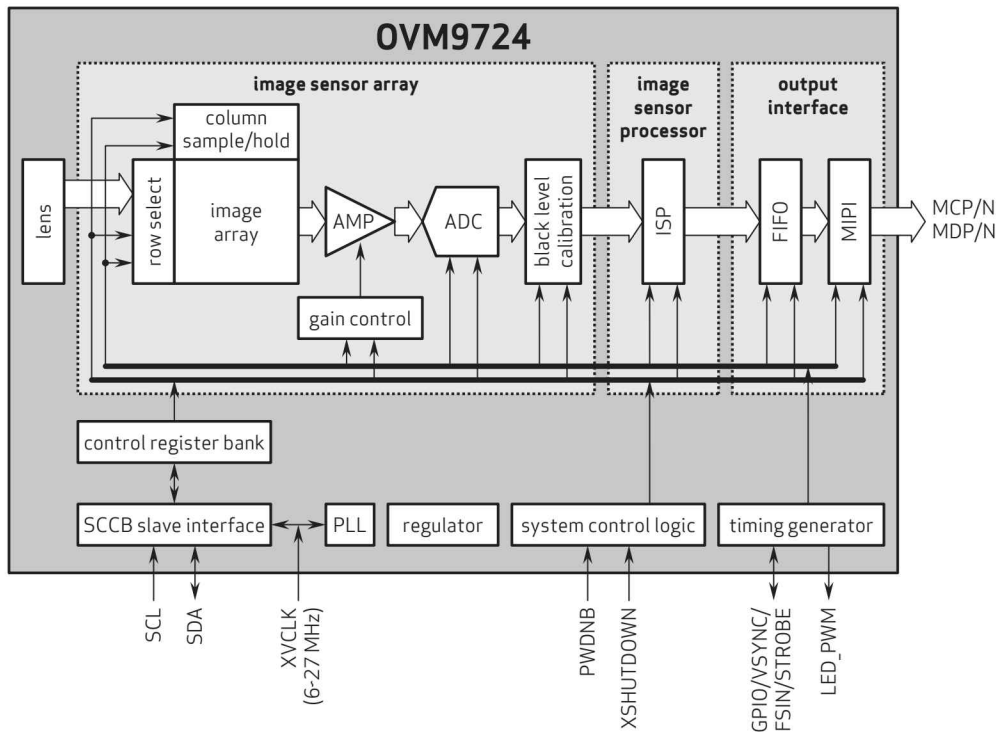 OVM9724
image sensor array
image
sensor
processor
output
interface
column
sample/hold
lens
row select
image
array
AMP
ADC
black level
calibration
ISP
FIFO
MIPI
MCP/N
MDP/N
gain control
control register bank
SCCB slave interface
PLL
regulator
system control logic
timing generator
SCL
SDA
XVCLK
(6-27 MHz)
PWDNB
XSHUTDOWN
GPIO/VSYNC/
FSIN/STROBE
LED_PWM